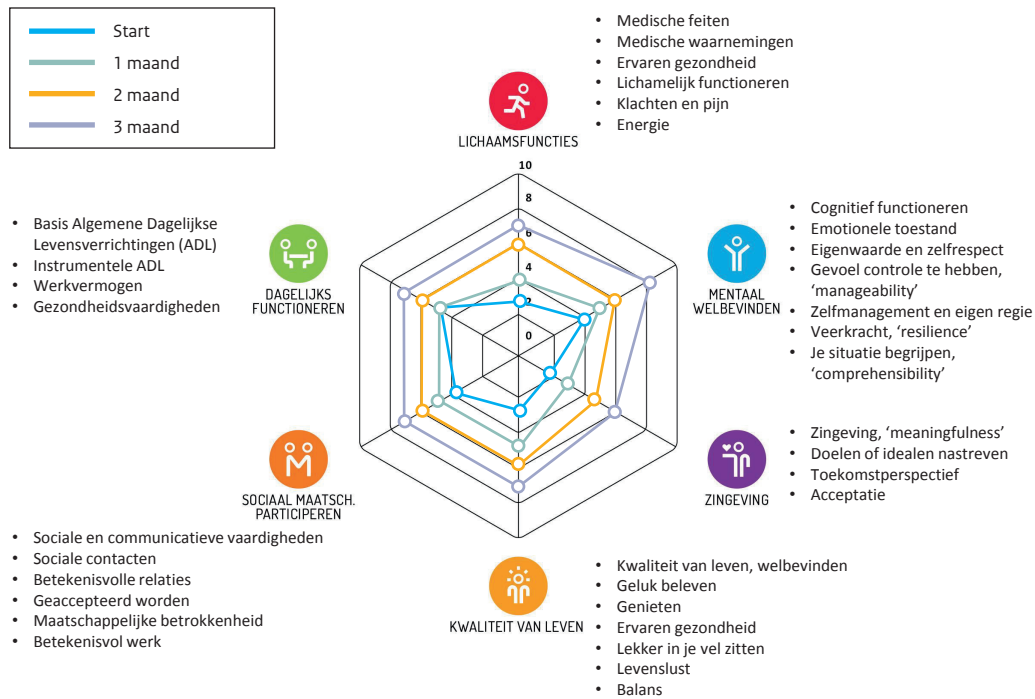 Start
1 maand
2 maand
3 maand
• Medische feiten
• Medische waarnemingen
• Ervaren gezondheid
• Lichamelijk functioneren
• Klachten en pijn
• Energie
LICHAAMSFUNCTIES
10
8
6
4
2
0
• Basis Algemene Dagelijkse
Levensverrichtingen (ADL)
• Instrumentele ADL
• Werkvermogen
• Gezondheidsvaardigheden
DAGELIJKS
FUNCTIONEREN
MENTAAL
WELBEVINDEN
• Cognitief functioneren
• Emotionele toestand
• Eigenwaarde en zelfrespect
• Gevoel controle te hebben,
‘manageability’
• Zelfmanagement en eigen regie
• Veerkracht, ‘resilience’
• Je situatie begrijpen,
‘comprehensibility’
SOCIAAL MAATSCH.
PARTICIPEREN
ZINGEVING
• Zingeving, ‘meaningfulness’
• Doelen of idealen nastreven
• Toekomstperspectief
• Acceptatie
• Sociale en communicatieve vaardigheden
• Sociale contacten
• Betekenisvolle relaties
• Geaccepteerd worden
• Maatschappelijke betrokkenheid
• Betekenisvol werk
KWALITEIT VAN LEVEN
• Kwaliteit van leven, welbevinden
• Geluk beleven
• Genieten
• Ervaren gezondheid
• Lekker in je vel zitten
• Levenslust
• Balans